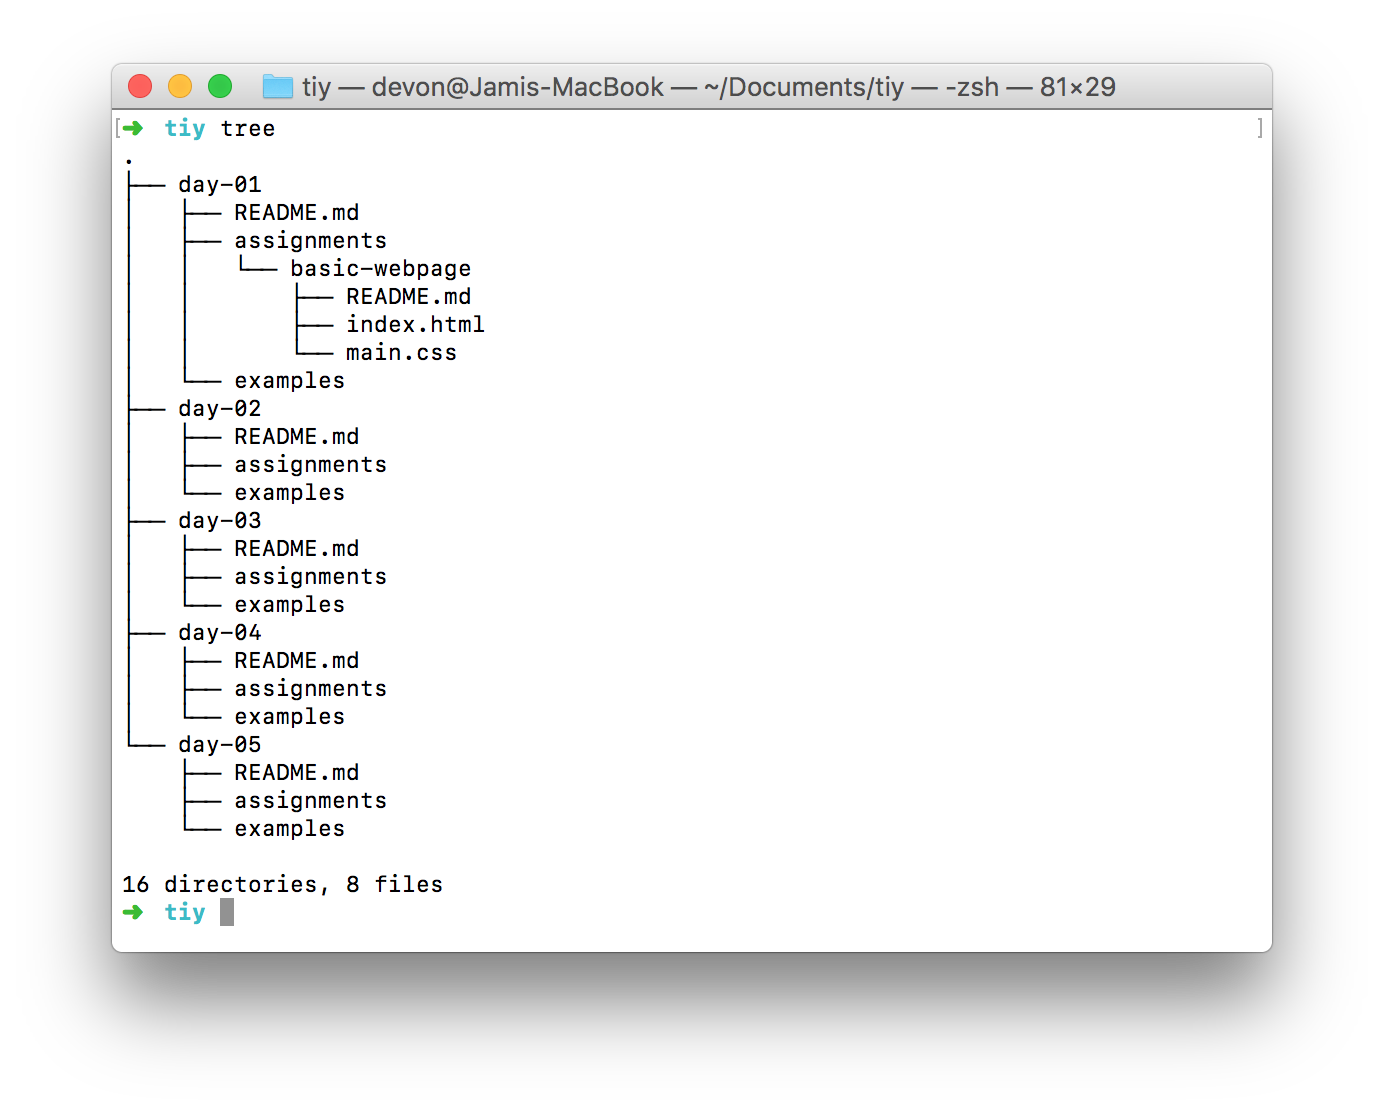 tiy — devon@Jamis-MacBook — ~/Documents/tiy — -zsh — 81×29
[➜  tiy tree ]
.
├── day-01
│   ├── README.md
│   ├── assignments
│   │   └── basic-webpage
│   │       ├── README.md
│   │       ├── index.html
│   │       └── main.css
│   └── examples
├── day-02
│   ├── README.md
│   ├── assignments
│   └── examples
├── day-03
│   ├── README.md
│   ├── assignments
│   └── examples
├── day-04
│   ├── README.md
│   ├── assignments
│   └── examples
└── day-05
    ├── README.md
    ├── assignments
    └── examples

16 directories, 8 files
➜  tiy